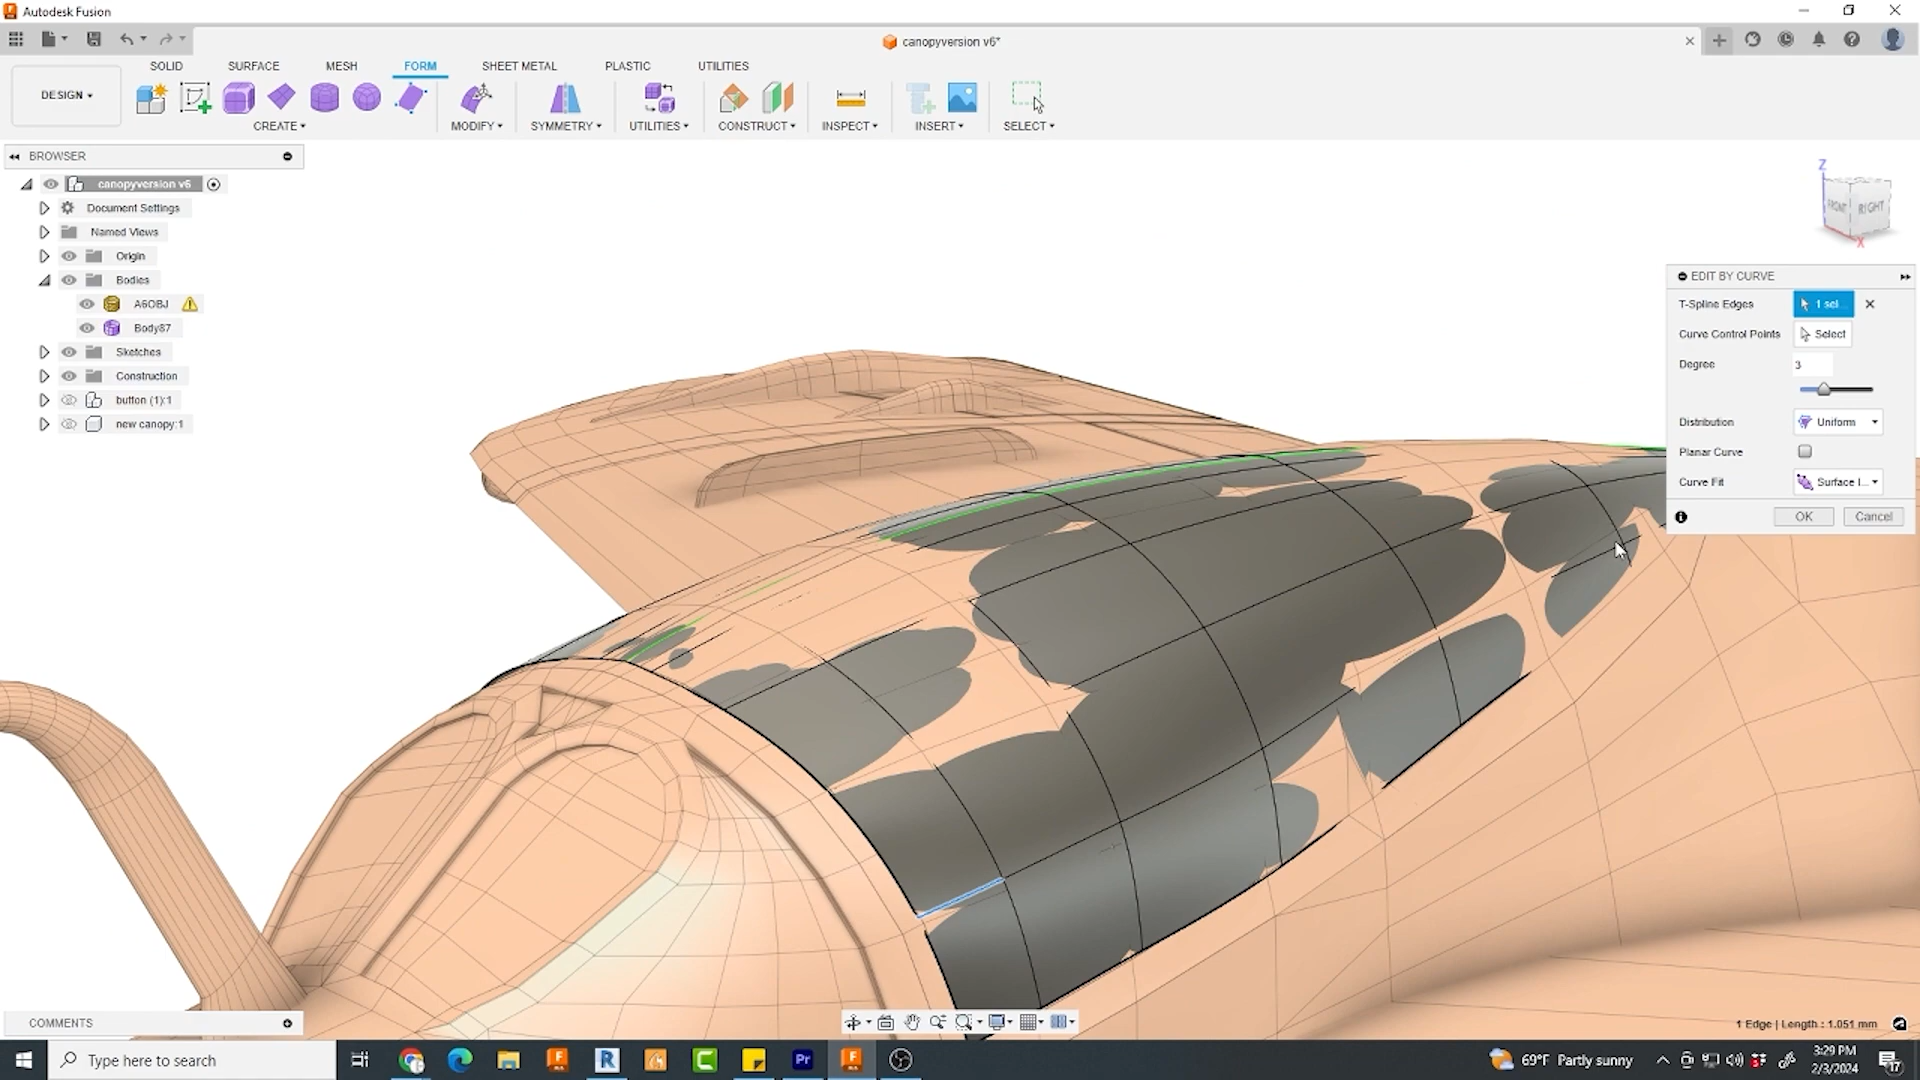 Autodesk Fusion
canopyversion v6*
DESIGN
SOLID
SURFACE
MESH
FORM
SHEET METAL
PLASTIC
UTILITIES
CREATE
MODIFY
SYMMETRY
UTILITIES
CONSTRUCT
INSPECT
INSERT
SELECT
BROWSER
canopyversion v6
Document Settings
Named Views
Origin
Bodies
A6OBJ
Body87
Sketches
Construction
button (1):1
new canopy:1
Z
FRONT
RIGHT
X
EDIT BY CURVE
T-Spline Edges
1 sel...
Curve Control Points
Select
Degree
3
Distribution
Uniform
Planar Curve
Curve Fit
Surface I...
OK
Cancel
COMMENTS
1 Edge | Length : 1.051 mm
Type here to search
69°F Partly sunny
3:29 PM
2/3/2024
17